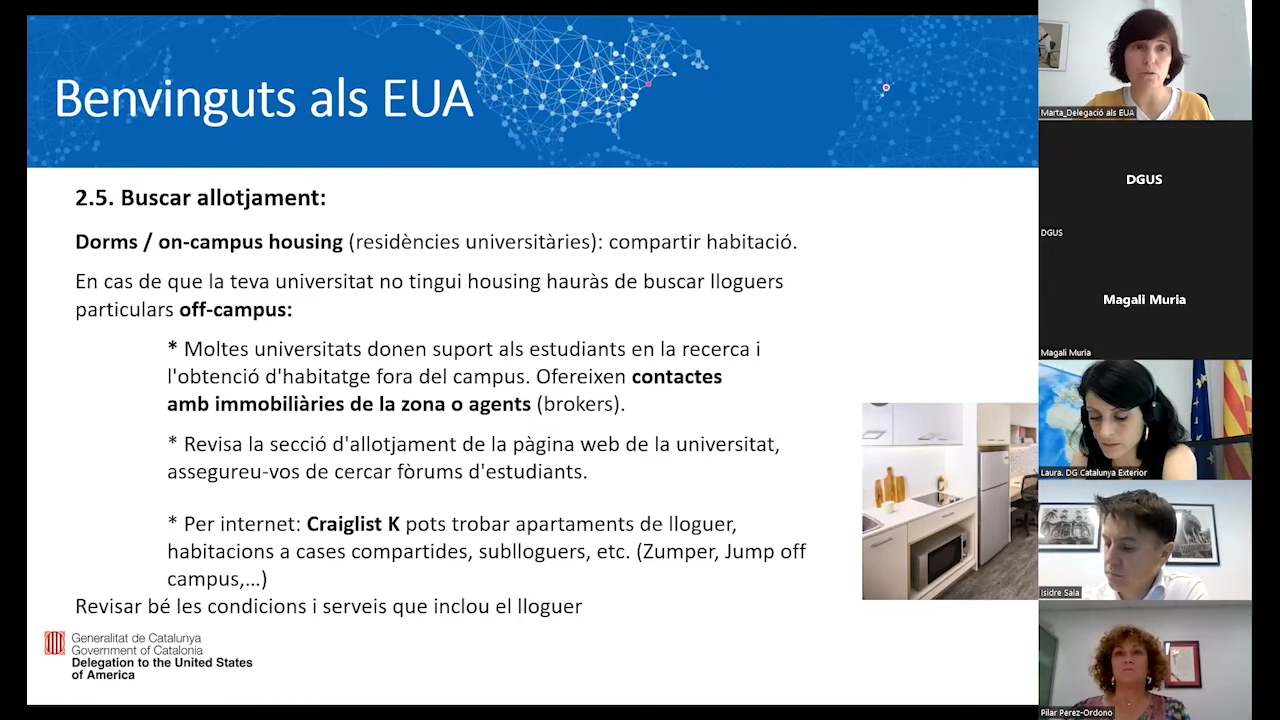 Benvinguts als EUA
2.5. Buscar allotjament:
Dorms / on-campus housing (residències universitàries): compartir habitació.
En cas de que la teva universitat no tingui housing hauràs de buscar lloguers
particulars off-campus:
* Moltes universitats donen suport als estudiants en la recerca i
l'obtenció d'habitatge fora del campus. Ofereixen contactes
amb immobiliàries de la zona o agents (brokers).
* Revisa la secció d'allotjament de la pàgina web de la universitat,
assegureu-vos de cercar fòrums d'estudiants.
* Per internet: Craiglist K pots trobar apartaments de lloguer,
habitacions a cases compartides, sublloguers, etc. (Zumper, Jump off
campus,...)
Revisar bé les condicions i serveis que inclou el lloguer
Generalitat de Catalunya
Government of Catalonia
Delegation to the United States
of America
Marta_Delegació als EUA
DGUS
DGUS
Magali Muria
Magali Muria
Laura. DG Catalunya Exterior
Isidre Sala
Pilar Perez-Ordono